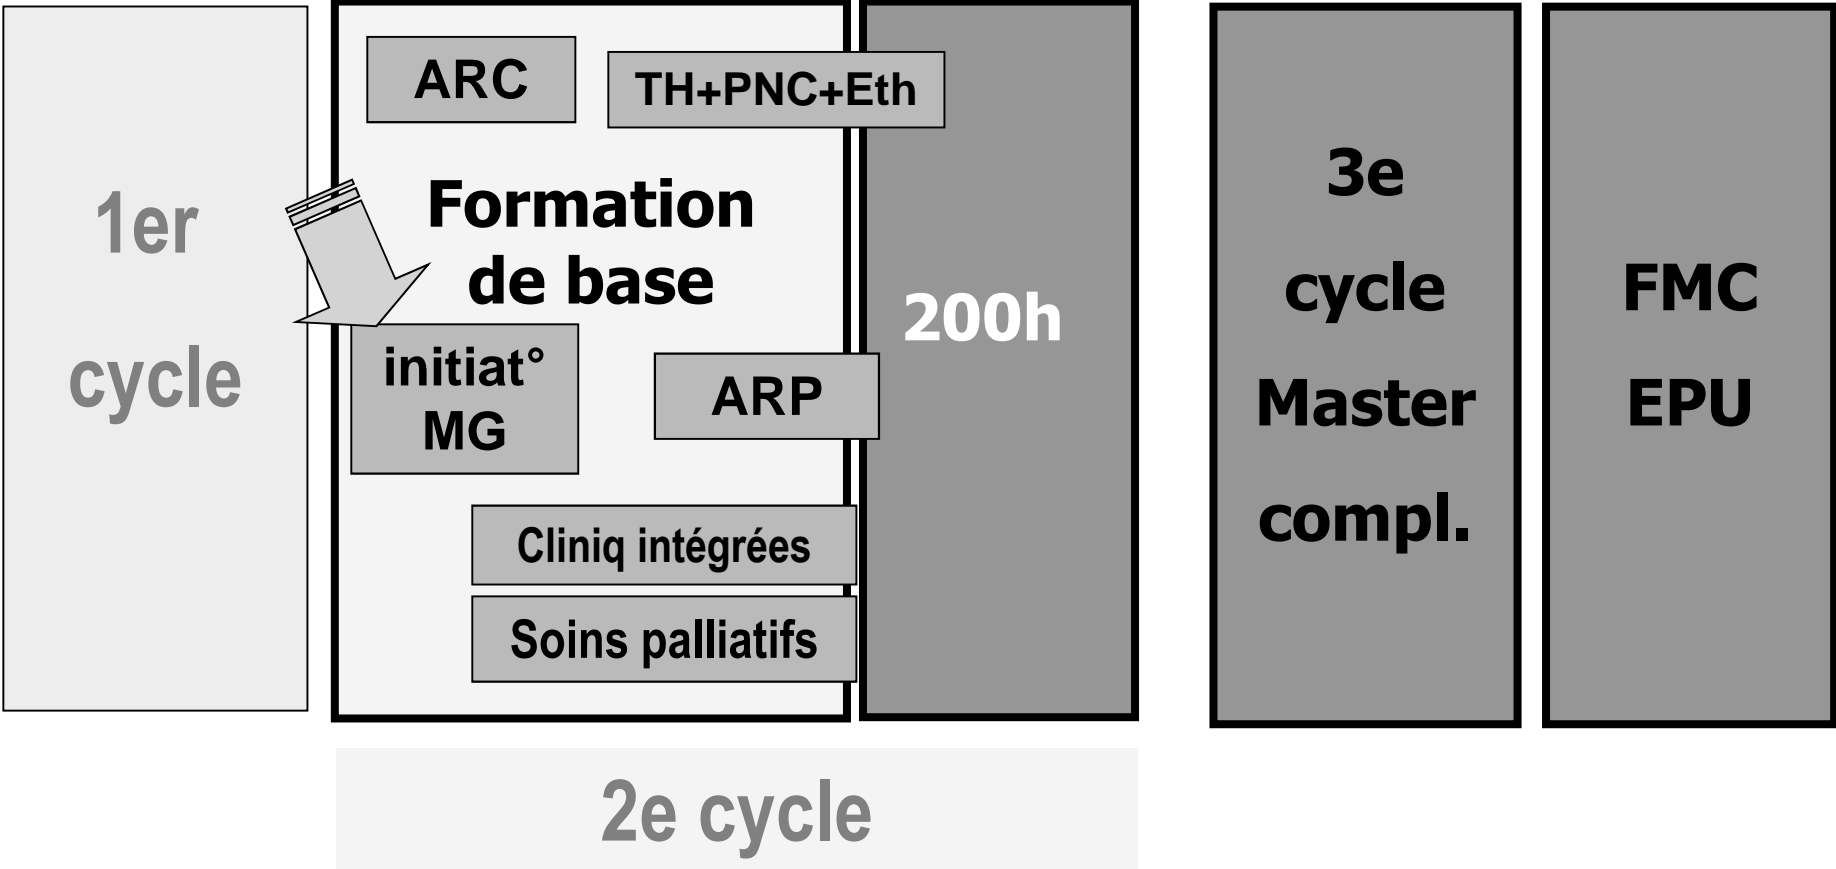 1er
cycle
ARC
TH+PNC+Eth
Formation
de base
initiat°
MG
ARP
Cliniq intégrées
Soins palliatifs
200h
2e cycle
3e
cycle
Master
compl.
FMC
EPU